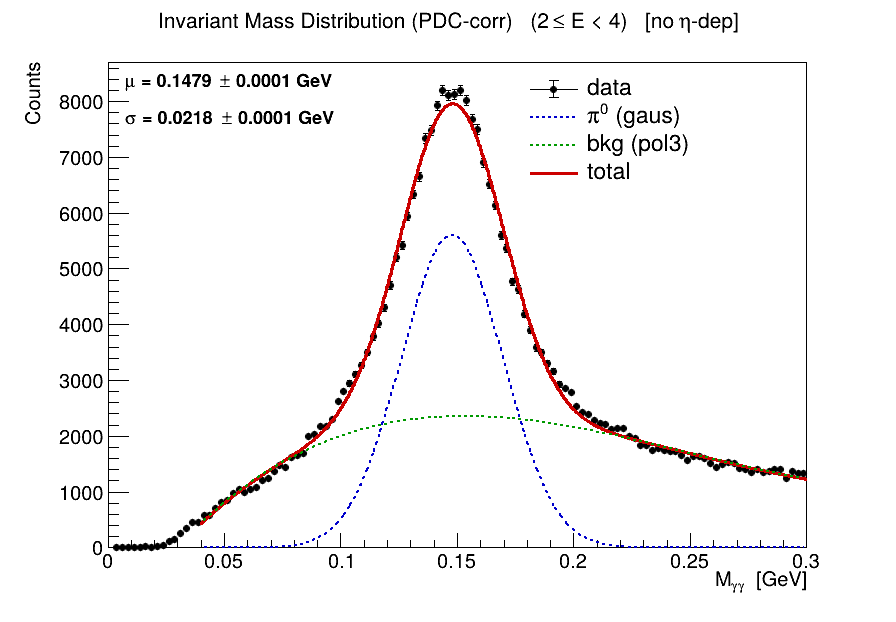 Invariant Mass Distribution (PDC-corr) (2 ≤ E < 4) [no η-dep]
Counts
μ = 0.1479 ± 0.0001 GeV
σ = 0.0218 ± 0.0001 GeV
data
π⁰ (gaus)
bkg (pol3)
total
8000
7000
6000
5000
4000
3000
2000
1000
0
0 0.05 0.1 0.15 0.2 0.25 0.3
M_γγ [GeV]